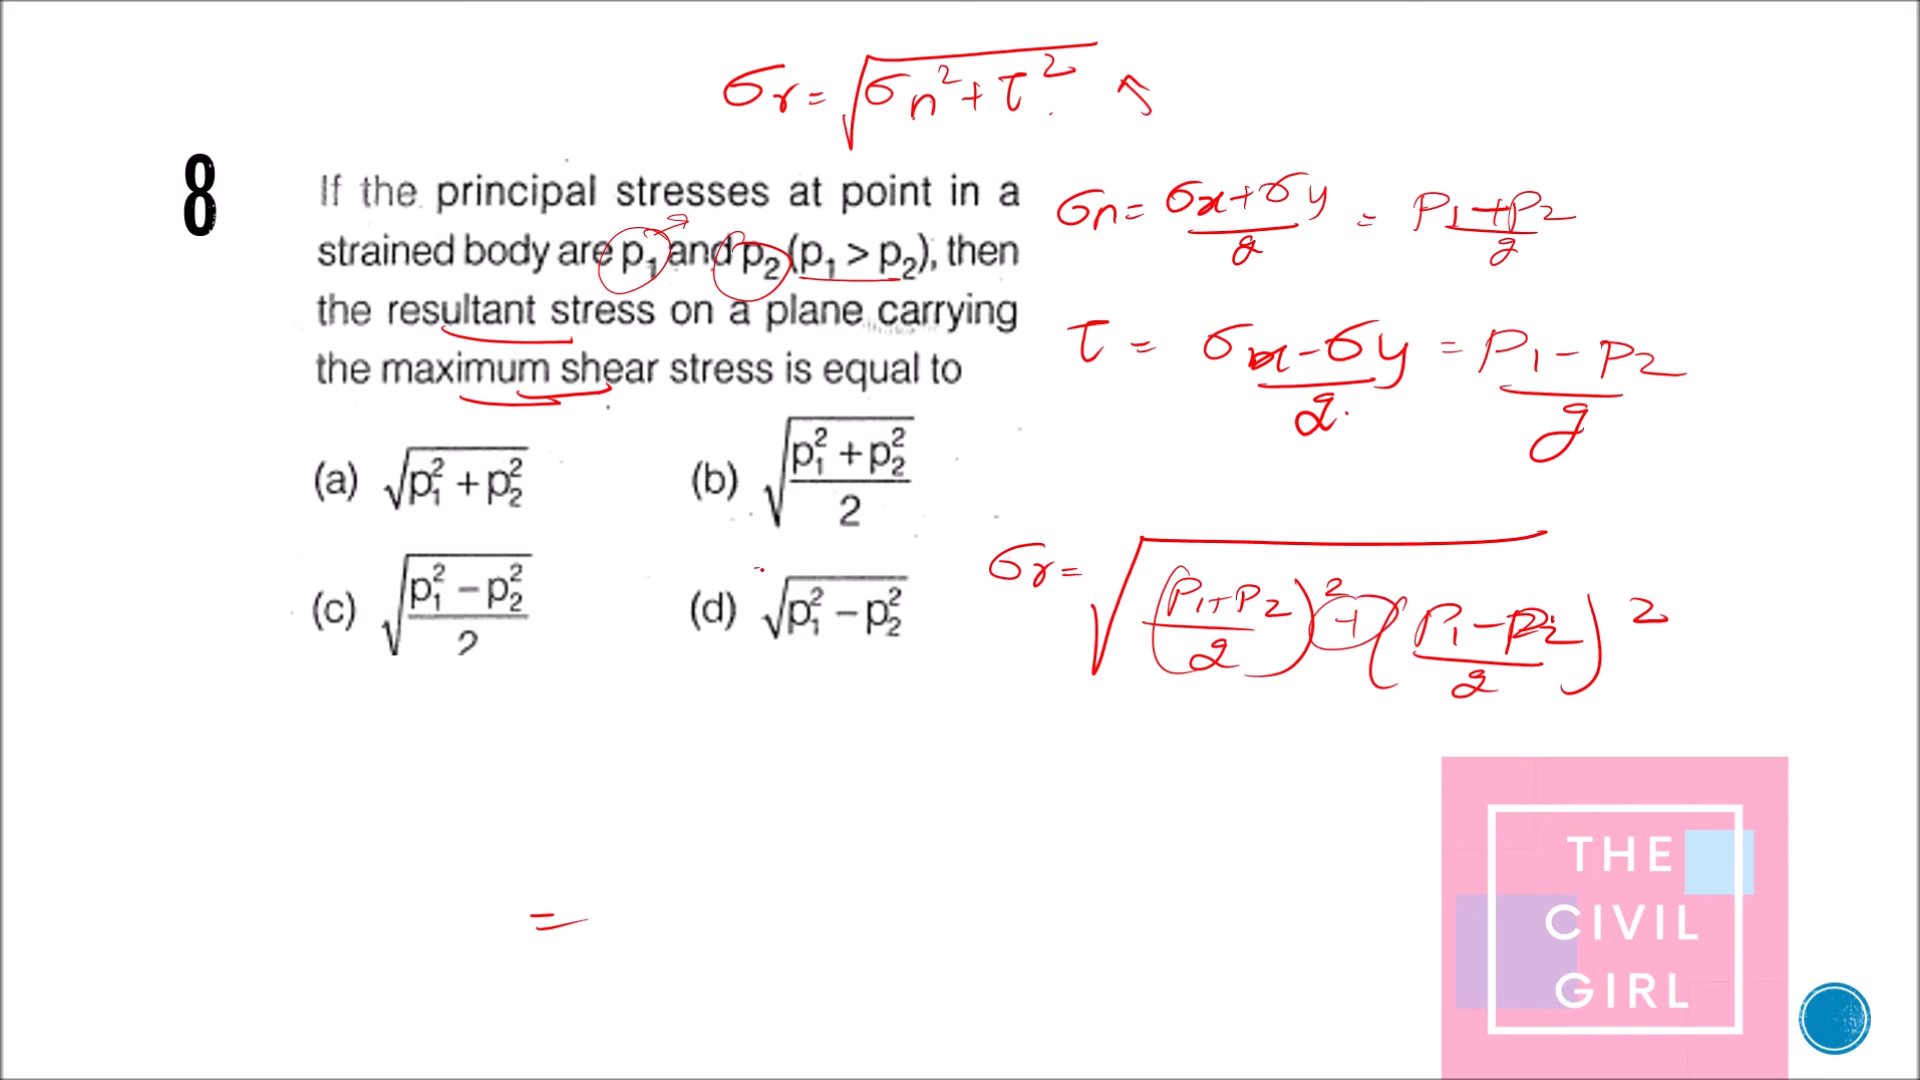 σr = √σn² + τ²
8
If the principal stresses at point in a
strained body are p₁ and p₂ (p₁ > p₂), then
the resultant stress on a plane carrying
the maximum shear stress is equal to
(a) √p₁² + p₂²
(b) √(p₁² + p₂²)/2
(c) √(p₁² − p₂²)/2
(d) √p₁² − p₂²
σn = (σx + σy)/2 = (P₁ + P₂)/2
τ = (σx − σy)/2 = (P₁ − P₂)/2
σr = √((P₁ + P₂)/2)² + ((P₁ − P₂)/2)²
=
THE
CIVIL
GIRL